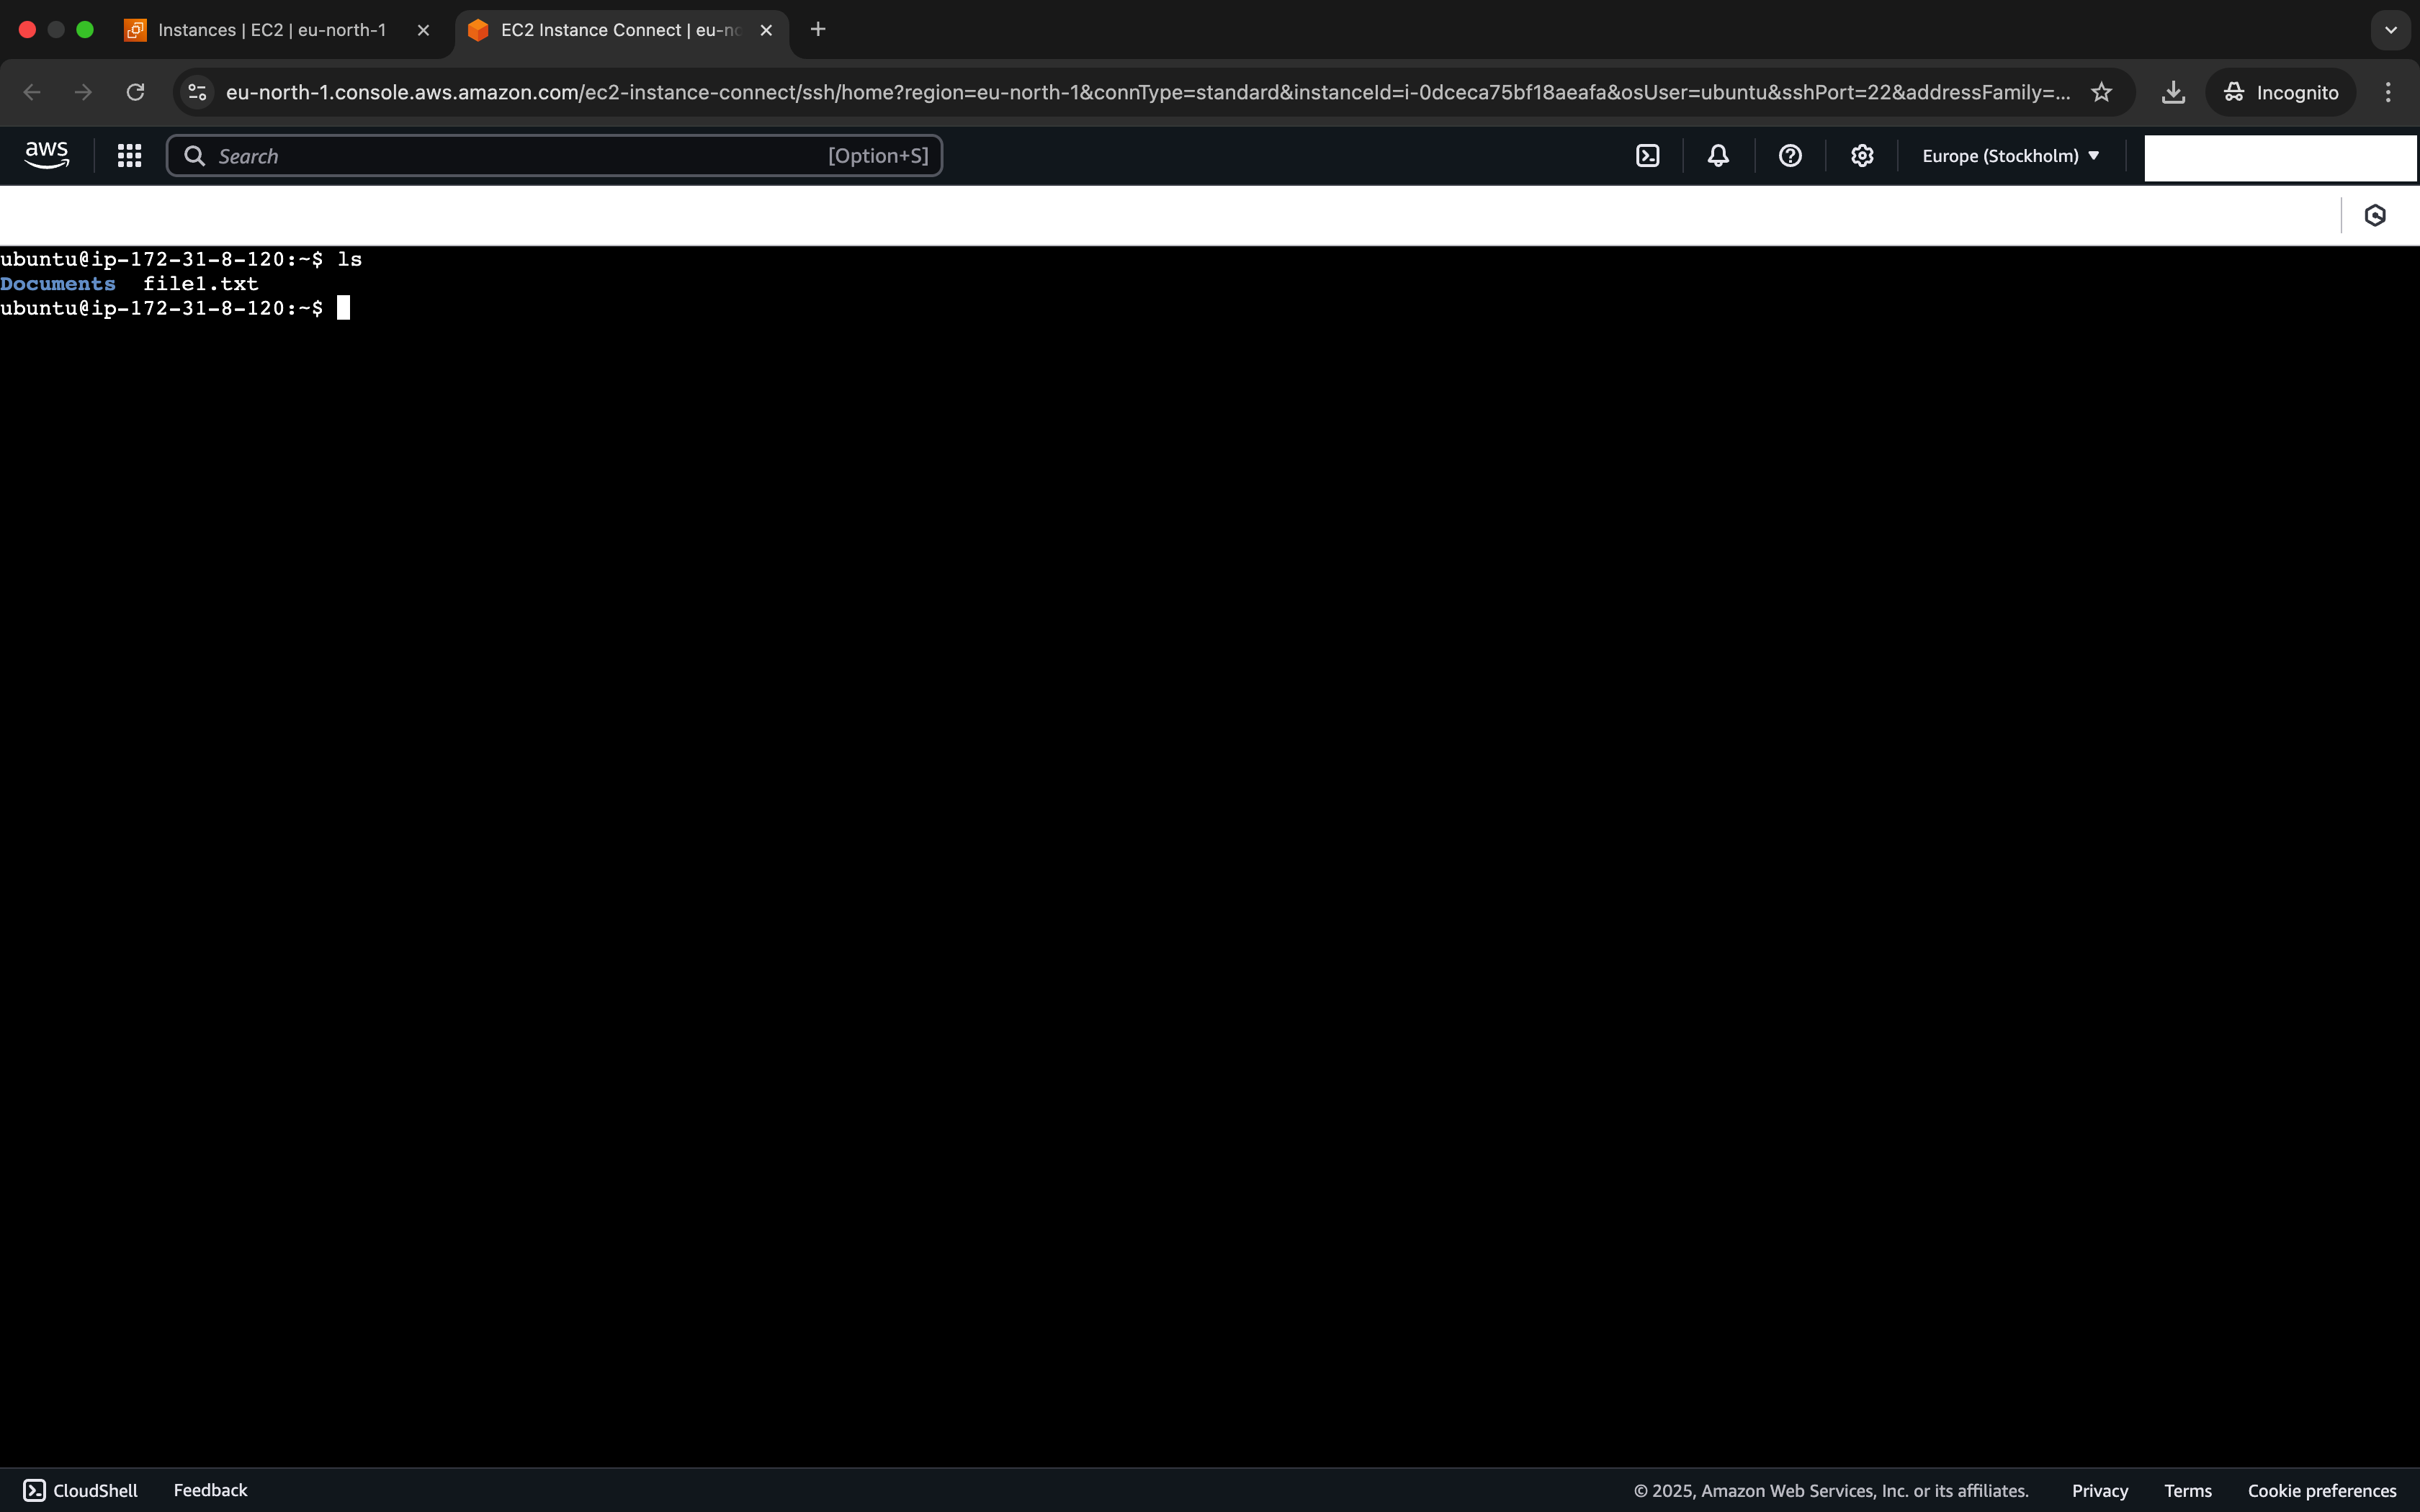 Instances | EC2 | eu-north-1
EC2 Instance Connect | eu-no
eu-north-1.console.aws.amazon.com/ec2-instance-connect/ssh/home?region=eu-north-1&connType=standard&instanceId=i-0dceca75bf18aeafa&osUser=ubuntu&sshPort=22&addressFamily=...
Incognito
aws
Search
[Option+S]
Europe (Stockholm)
ubuntu@ip-172-31-8-120:~$ ls
Documents  file1.txt
ubuntu@ip-172-31-8-120:~$
CloudShell
Feedback
© 2025, Amazon Web Services, Inc. or its affiliates.
Privacy
Terms
Cookie preferences